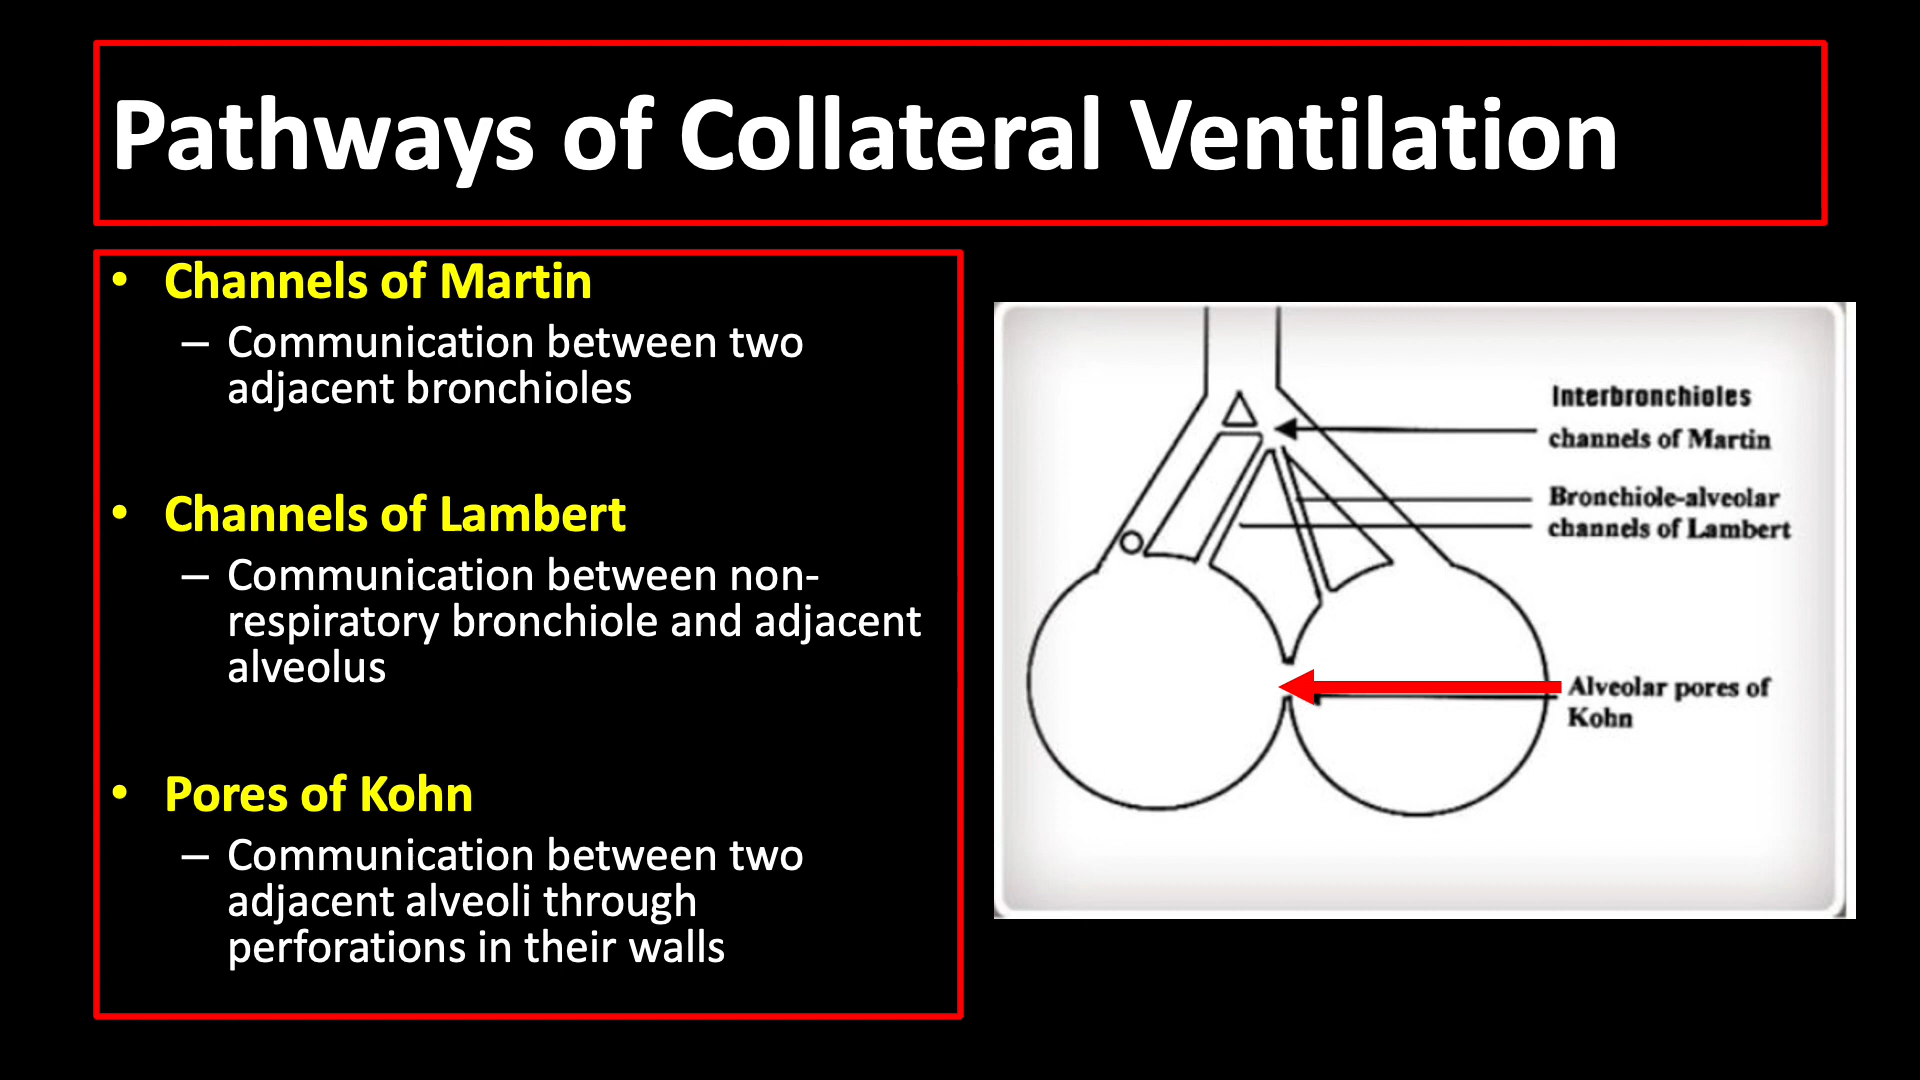 Pathways of Collateral Ventilation
• Channels of Martin
– Communication between two
adjacent bronchioles
• Channels of Lambert
– Communication between non-
respiratory bronchiole and adjacent
alveolus
• Pores of Kohn
– Communication between two
adjacent alveoli through
perforations in their walls
Interbronchioles
channels of Martin
Bronchiole-alveolar
channels of Lambert
Alveolar pores of
Kohn